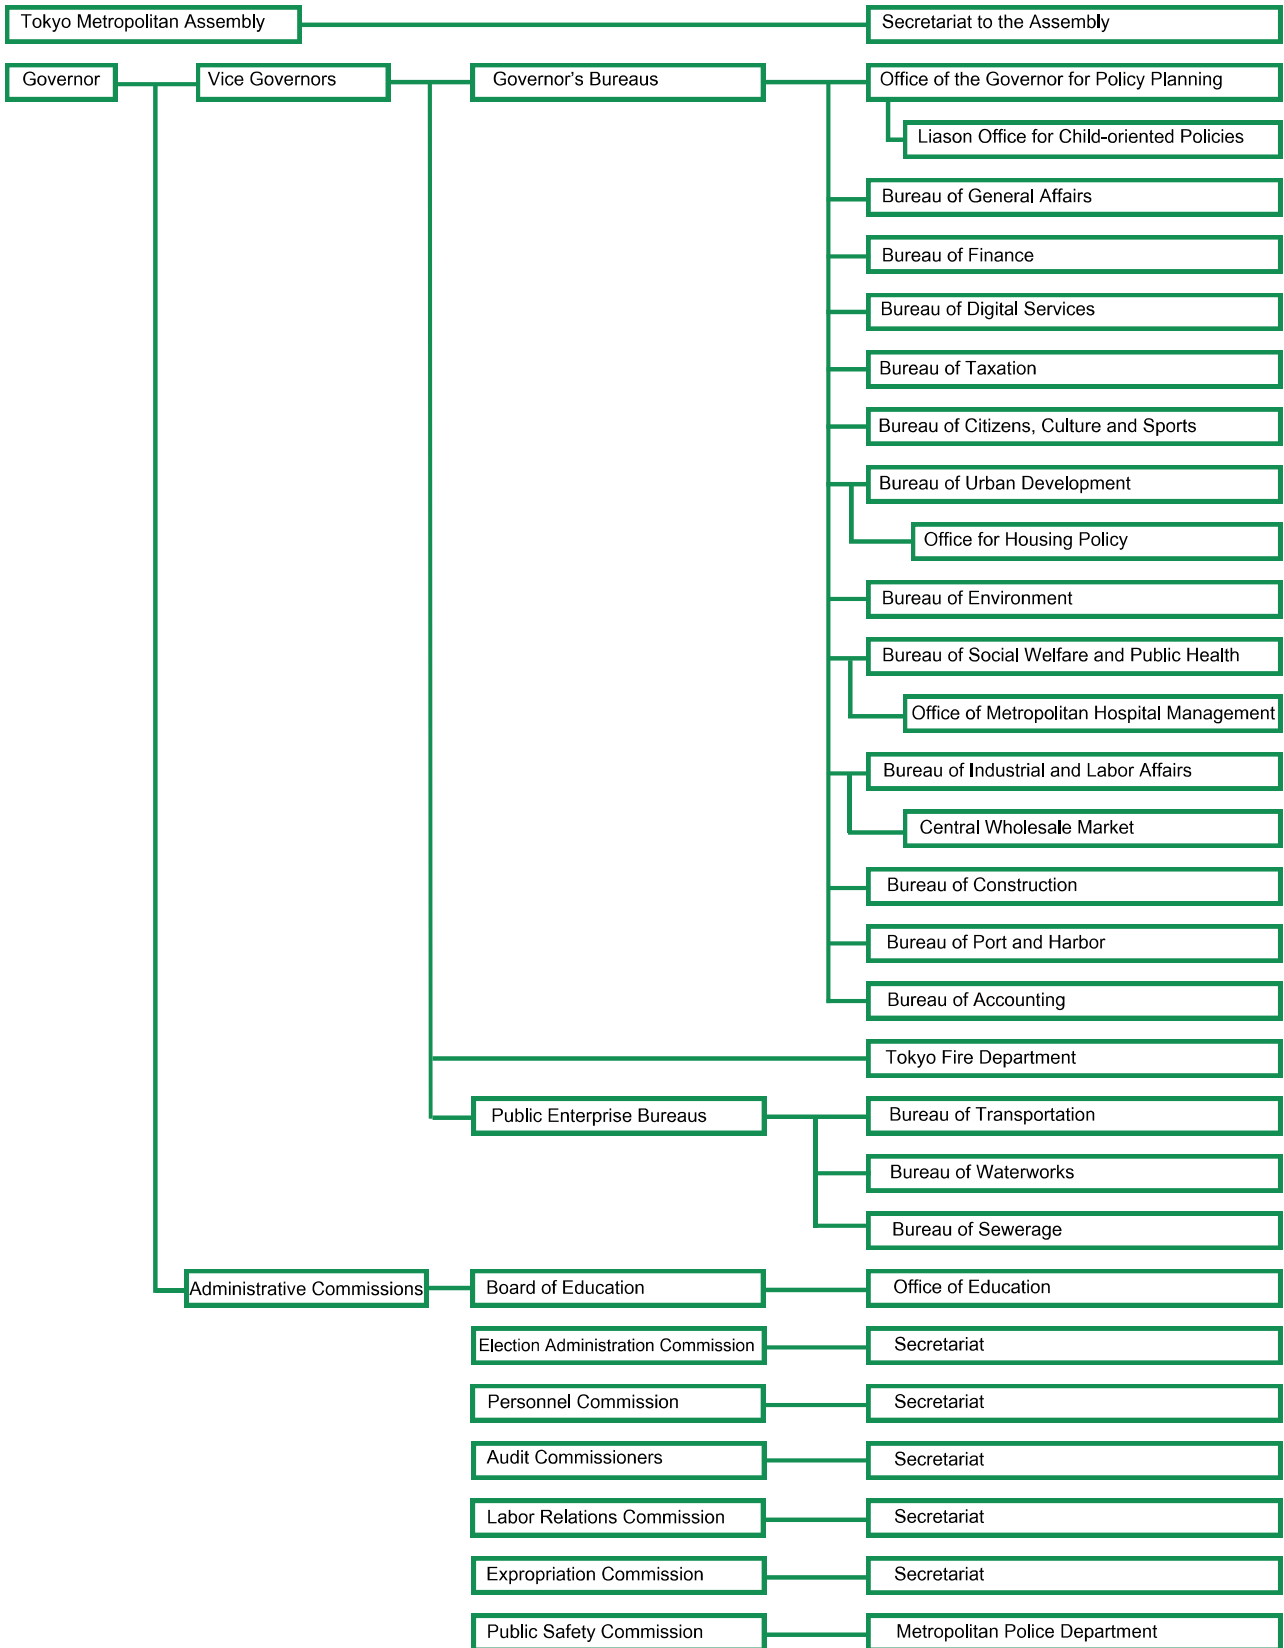 Tokyo Metropolitan Assembly
Secretariat to the Assembly
Governor
Vice Governors
Governor's Bureaus
Office of the Governor for Policy Planning
Liason Office for Child-oriented Policies
Bureau of General Affairs
Bureau of Finance
Bureau of Digital Services
Bureau of Taxation
Bureau of Citizens, Culture and Sports
Bureau of Urban Development
Office for Housing Policy
Bureau of Environment
Bureau of Social Welfare and Public Health
Office of Metropolitan Hospital Management
Bureau of Industrial and Labor Affairs
Central Wholesale Market
Bureau of Construction
Bureau of Port and Harbor
Bureau of Accounting
Tokyo Fire Department
Public Enterprise Bureaus
Bureau of Transportation
Bureau of Waterworks
Bureau of Sewerage
Administrative Commissions
Board of Education
Office of Education
Election Administration Commission
Secretariat
Personnel Commission
Secretariat
Audit Commissioners
Secretariat
Labor Relations Commission
Secretariat
Expropriation Commission
Secretariat
Public Safety Commission
Metropolitan Police Department